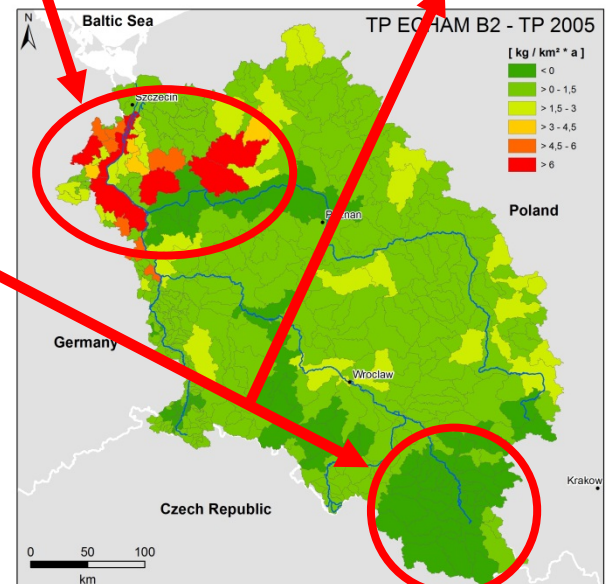 N
Baltic Sea
TP ECHAM B2 - TP 2005
[ kg / km² * a ]
< 0
> 0 - 1,5
> 1,5 - 3
> 3 - 4,5
> 4,5 - 6
> 6
Szczecin
Poland
Poznan
Germany
Wroclaw
Krakow
Czech Republic
0 50 100
km